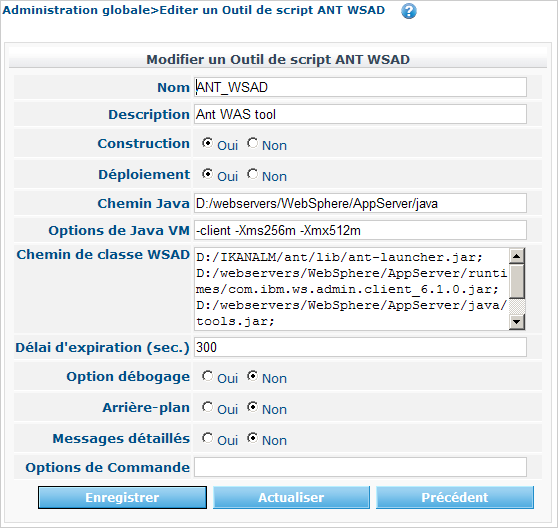 Administration globale>Editer un Outil de script ANT WSAD ?
Modifier un Outil de script ANT WSAD
Nom ANT_WSAD
Description Ant WAS tool
Construction Oui Non
Déploiement Oui Non
Chemin Java D:/webservers/WebSphere/AppServer/java
Options de Java VM -client -Xms256m -Xmx512m
Chemin de classe WSAD D:/IKANALM/ant/lib/ant-launcher.jar;
D:/webservers/WebSphere/AppServer/runti
mes/com.ibm.ws.admin.client_6.1.0.jar;
D:/webservers/WebSphere/AppServer/java/
tools.jar;
Délai d'expiration (sec.) 300
Option débogage Oui Non
Arrière-plan Oui Non
Messages détaillés Oui Non
Options de Commande
Enregistrer Actualiser Précédent